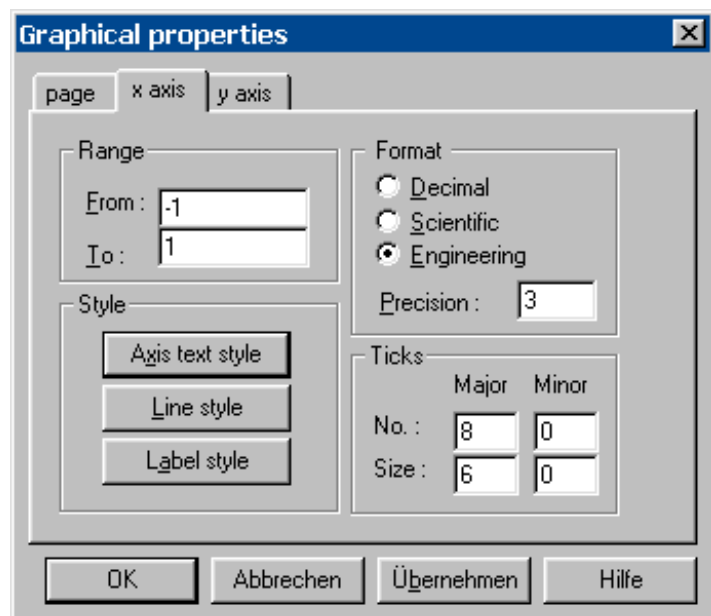 Graphical properties
page x axis y axis
Range
From : -1
To : 1
Style
Axis text style
Line style
Label style
Format
Decimal
Scientific
Engineering
Precision : 3
Ticks
Major Minor
No. : 8 0
Size : 6 0
OK Abbrechen Übernehmen Hilfe